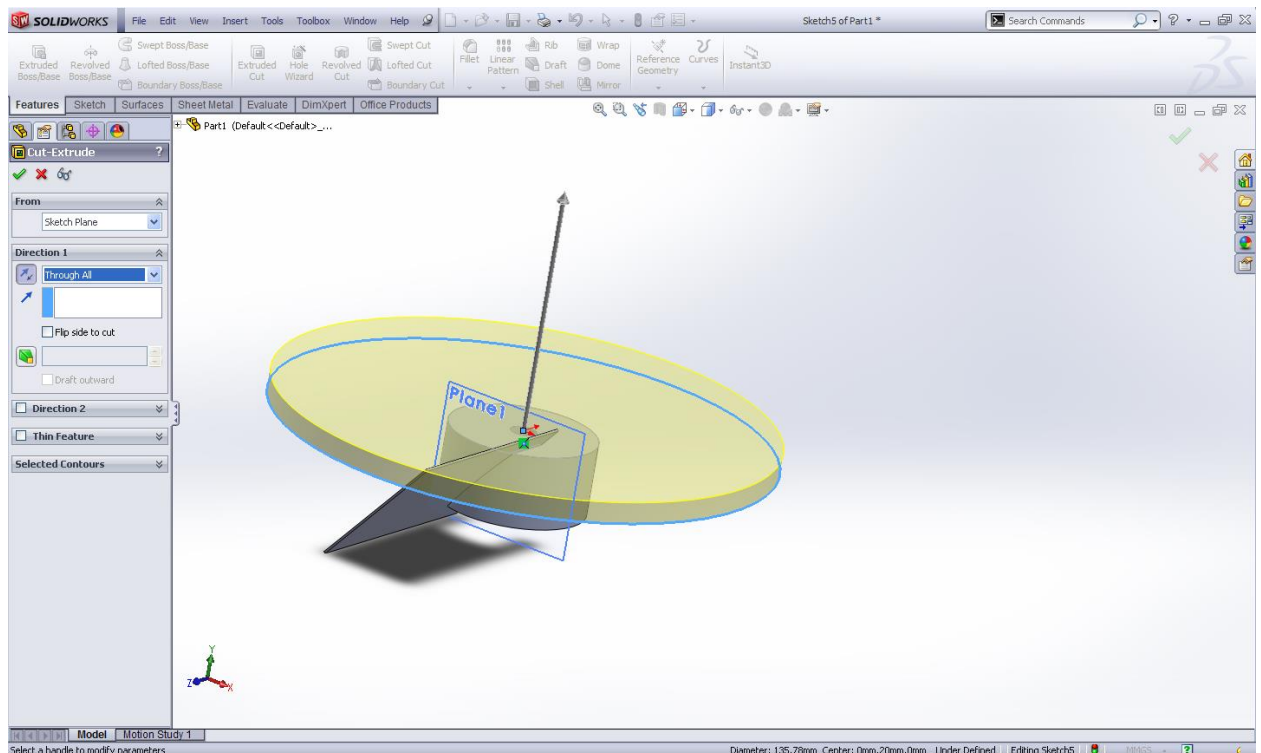 SOLIDWORKS File Edit View Insert Tools Toolbox Window Help Sketch5 of Part1 * Search Commands ?
Extruded Boss/Base Revolved Boss/Base Swept Boss/Base Lofted Boss/Base Boundary Boss/Base Extruded Cut Hole Wizard Revolved Cut Swept Cut Lofted Cut Boundary Cut Fillet Linear Pattern Rib Draft Shell Wrap Dome Mirror Reference Geometry Curves Instant3D
Features Sketch Surfaces Sheet Metal Evaluate DimXpert Office Products
Part1 (Default<<Default>_...
Cut-Extrude ?
From
Sketch Plane
Direction 1
Through All
Flip side to cut
Draft outward
Direction 2
Thin Feature
Selected Contours
Plane1
Y
Z X
Model Motion Study 1
Select a handle to modify parameters Diameter: 135.78mm Center: 0mm,20mm,0mm Under Defined Editing Sketch5 MMGS ?